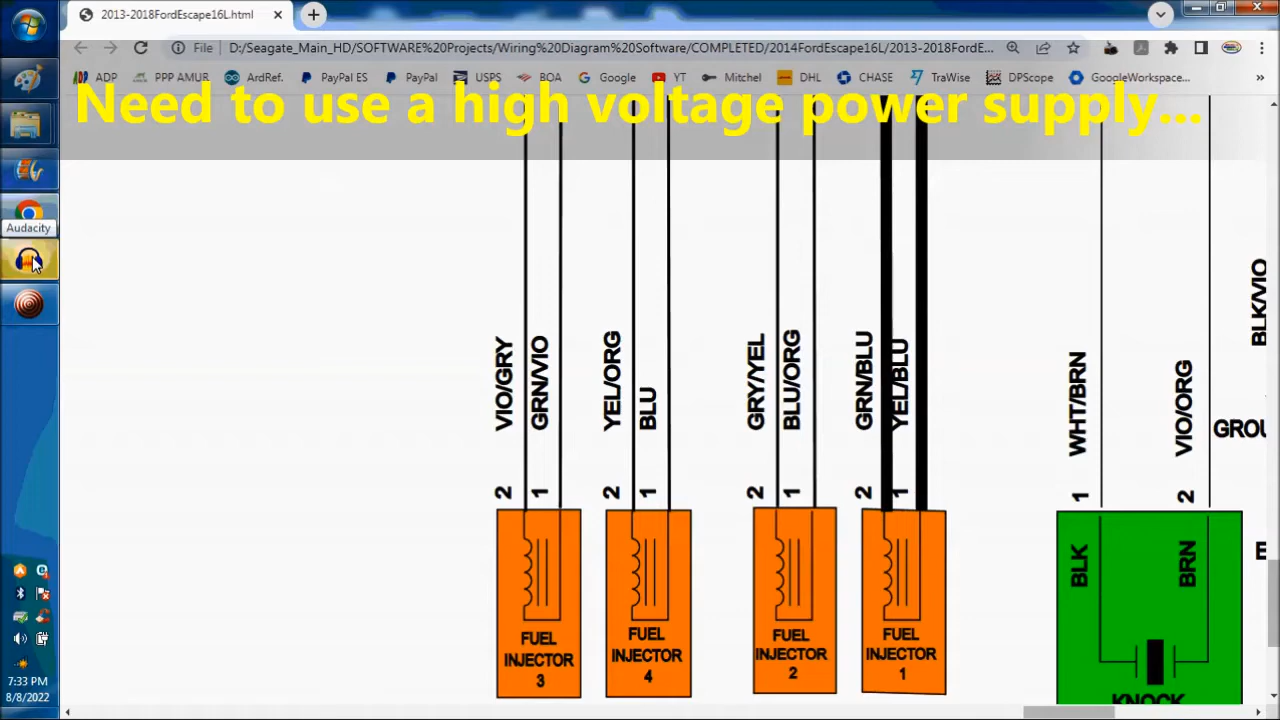 2013-2018FordEscape16L.html
File
D:/Seagate_Main_HD/SOFTWARE%20Projects/Wiring%20Diagram%20Software/COMPLETED/2014FordEscape16L/2013-2018FordE...
ADP
PPP AMUR
ArdRef.
PayPal ES
PayPal
USPS
BOA
Google
YT
Mitchel
DHL
CHASE
TraWise
DPScope
GoogleWorkspace...
»
Need to use a high voltage power supply...
Audacity
VIO/GRY
GRN/VIO
YEL/ORG
BLU
GRY/YEL
BLU/ORG
GRN/BLU
YEL/BLU
WHT/BRN
VIO/ORG
BLK/VIO
GROU
2
1
2
1
2
1
2
1
1
2
BLK
BRN
E
FUEL
INJECTOR
3
FUEL
INJECTOR
4
FUEL
INJECTOR
2
FUEL
INJECTOR
1
KNOCK
7:33 PM
8/8/2022